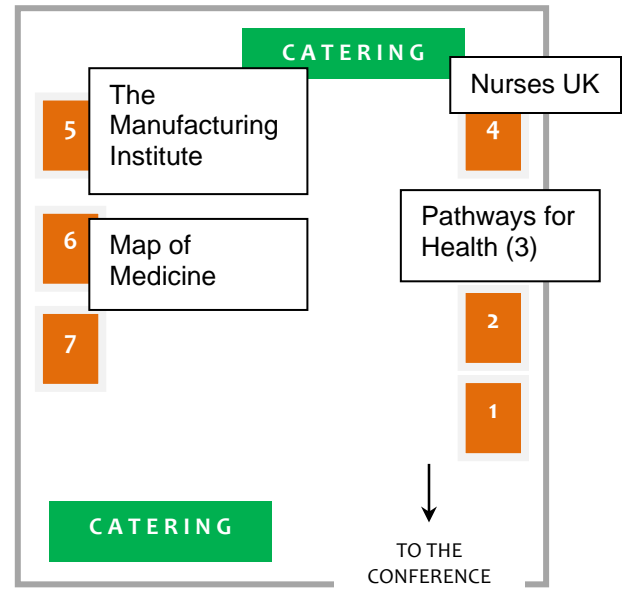 CATERING
Nurses UK
4
5
The
Manufacturing
Institute
Pathways for
Health (3)
6
Map of
Medicine
2
7
1
CATERING
TO THE
CONFERENCE